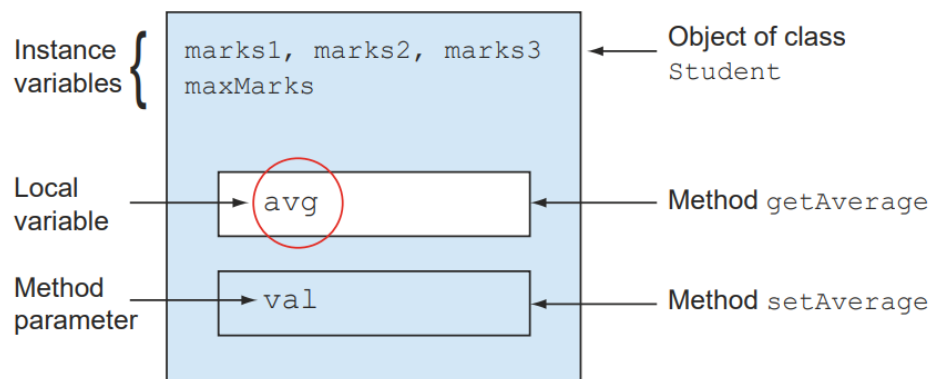 Instance
variables
marks1, marks2, marks3
maxMarks
Object of class
Student
Local
variable
avg
Method getAverage
Method
parameter
val
Method setAverage